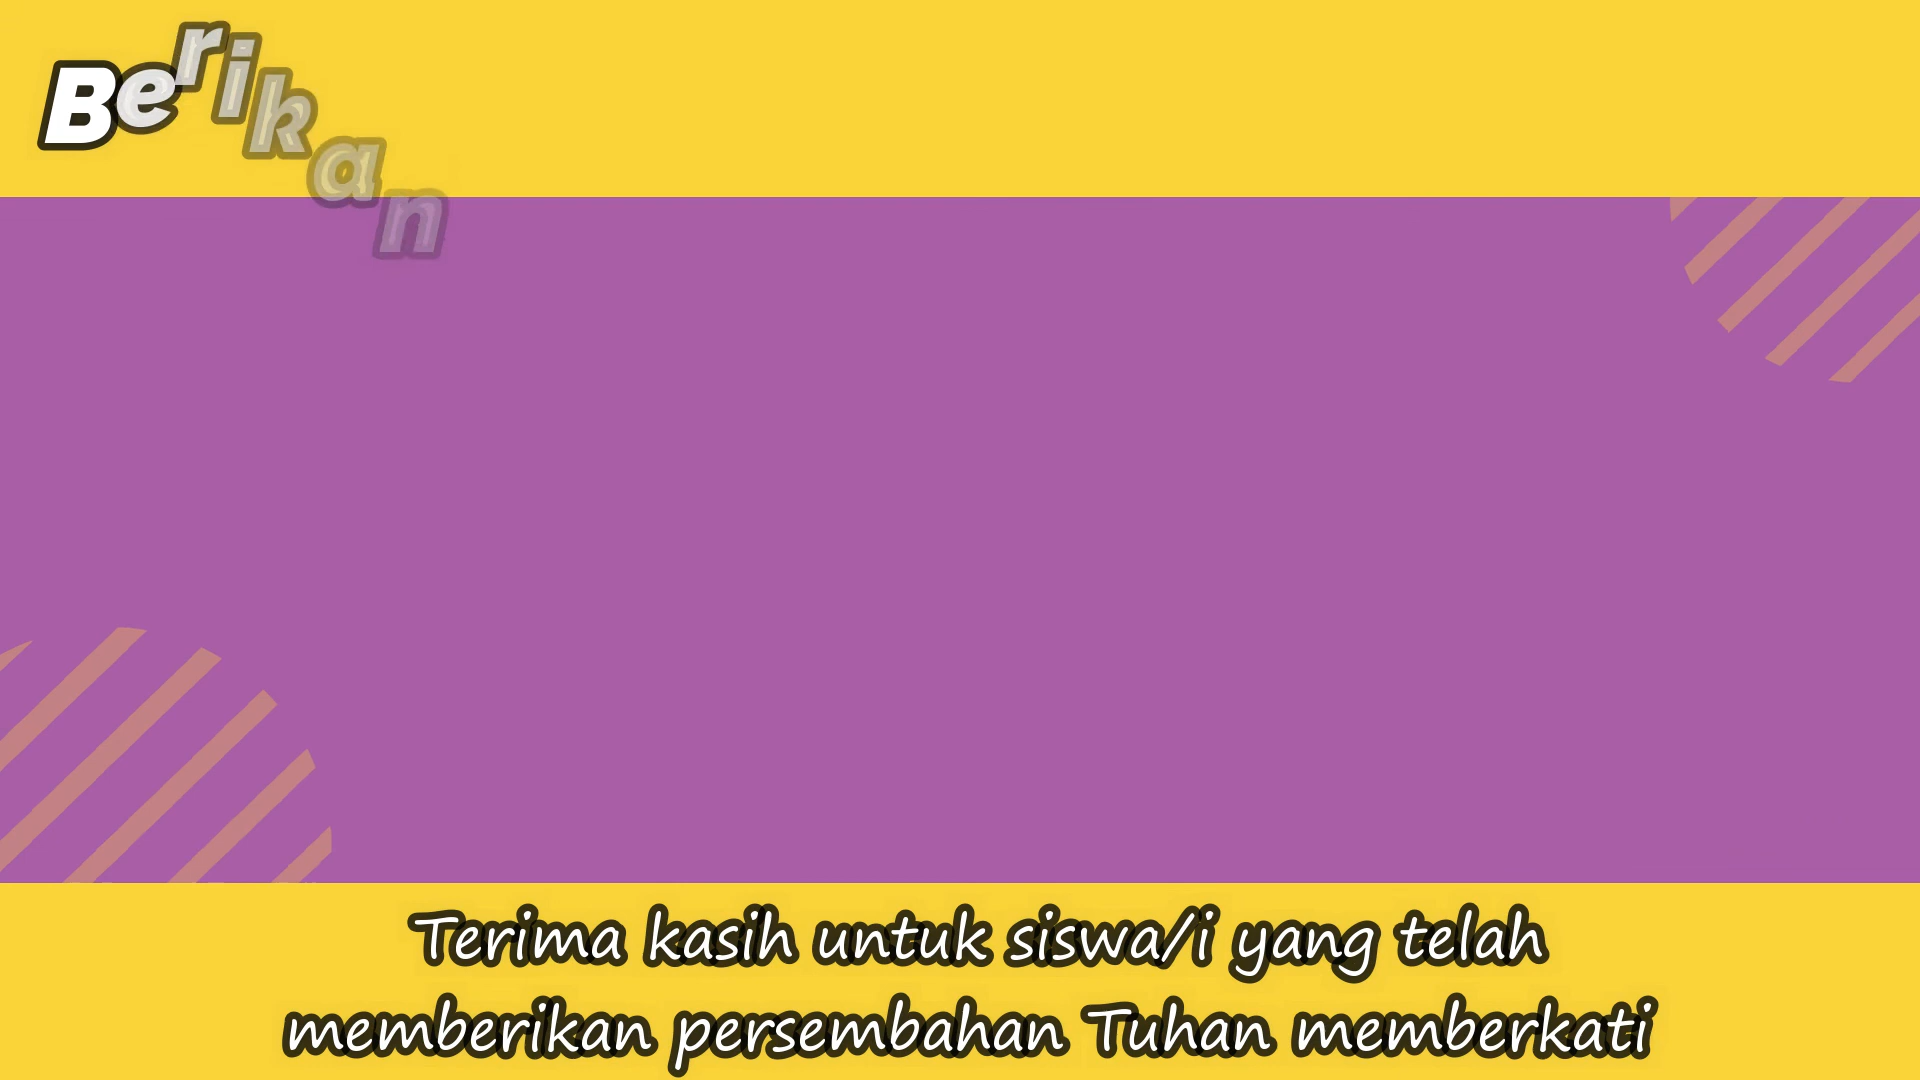 Berikan
Terima kasih untuk siswa/i yang telah
memberikan persembahan Tuhan memberkati